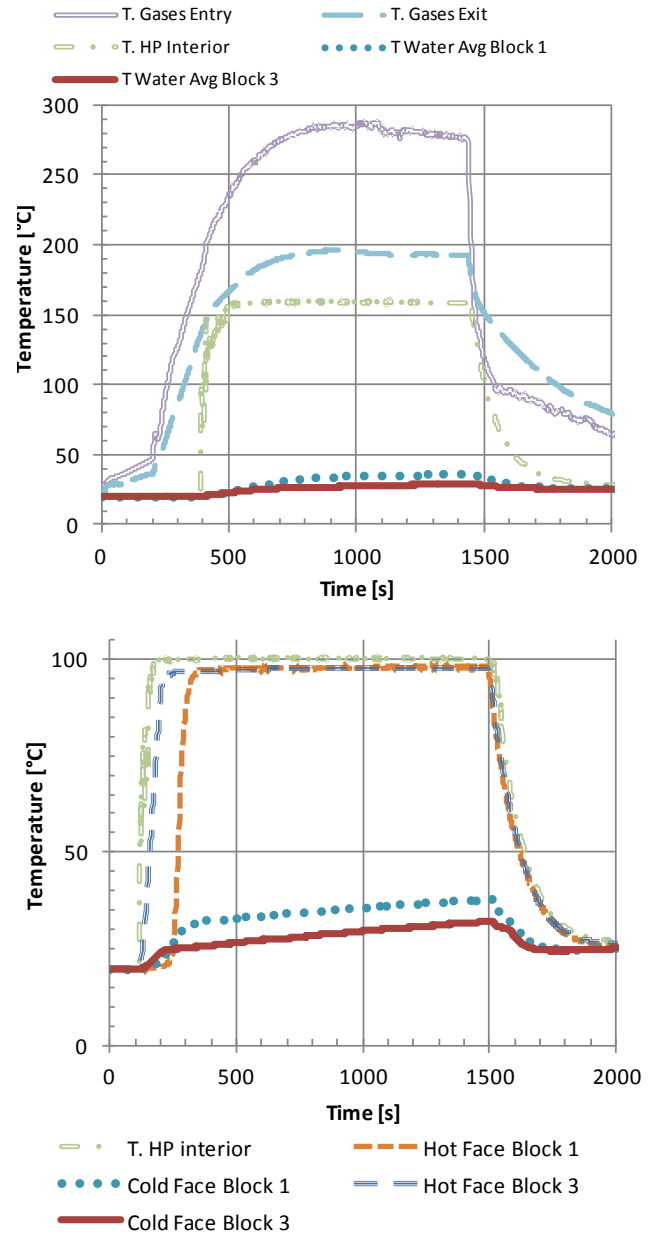 T. Gases Entry
T. Gases Exit
T. HP Interior
T Water Avg Block 1
T Water Avg Block 3
300
250
200
150
100
50
0
Temperature [°C]
0 500 1000 1500 2000
Time [s]
100
50
0
Temperature [°C]
0 500 1000 1500 2000
Time [s]
T. HP interior
Hot Face Block 1
Cold Face Block 1
Hot Face Block 3
Cold Face Block 3